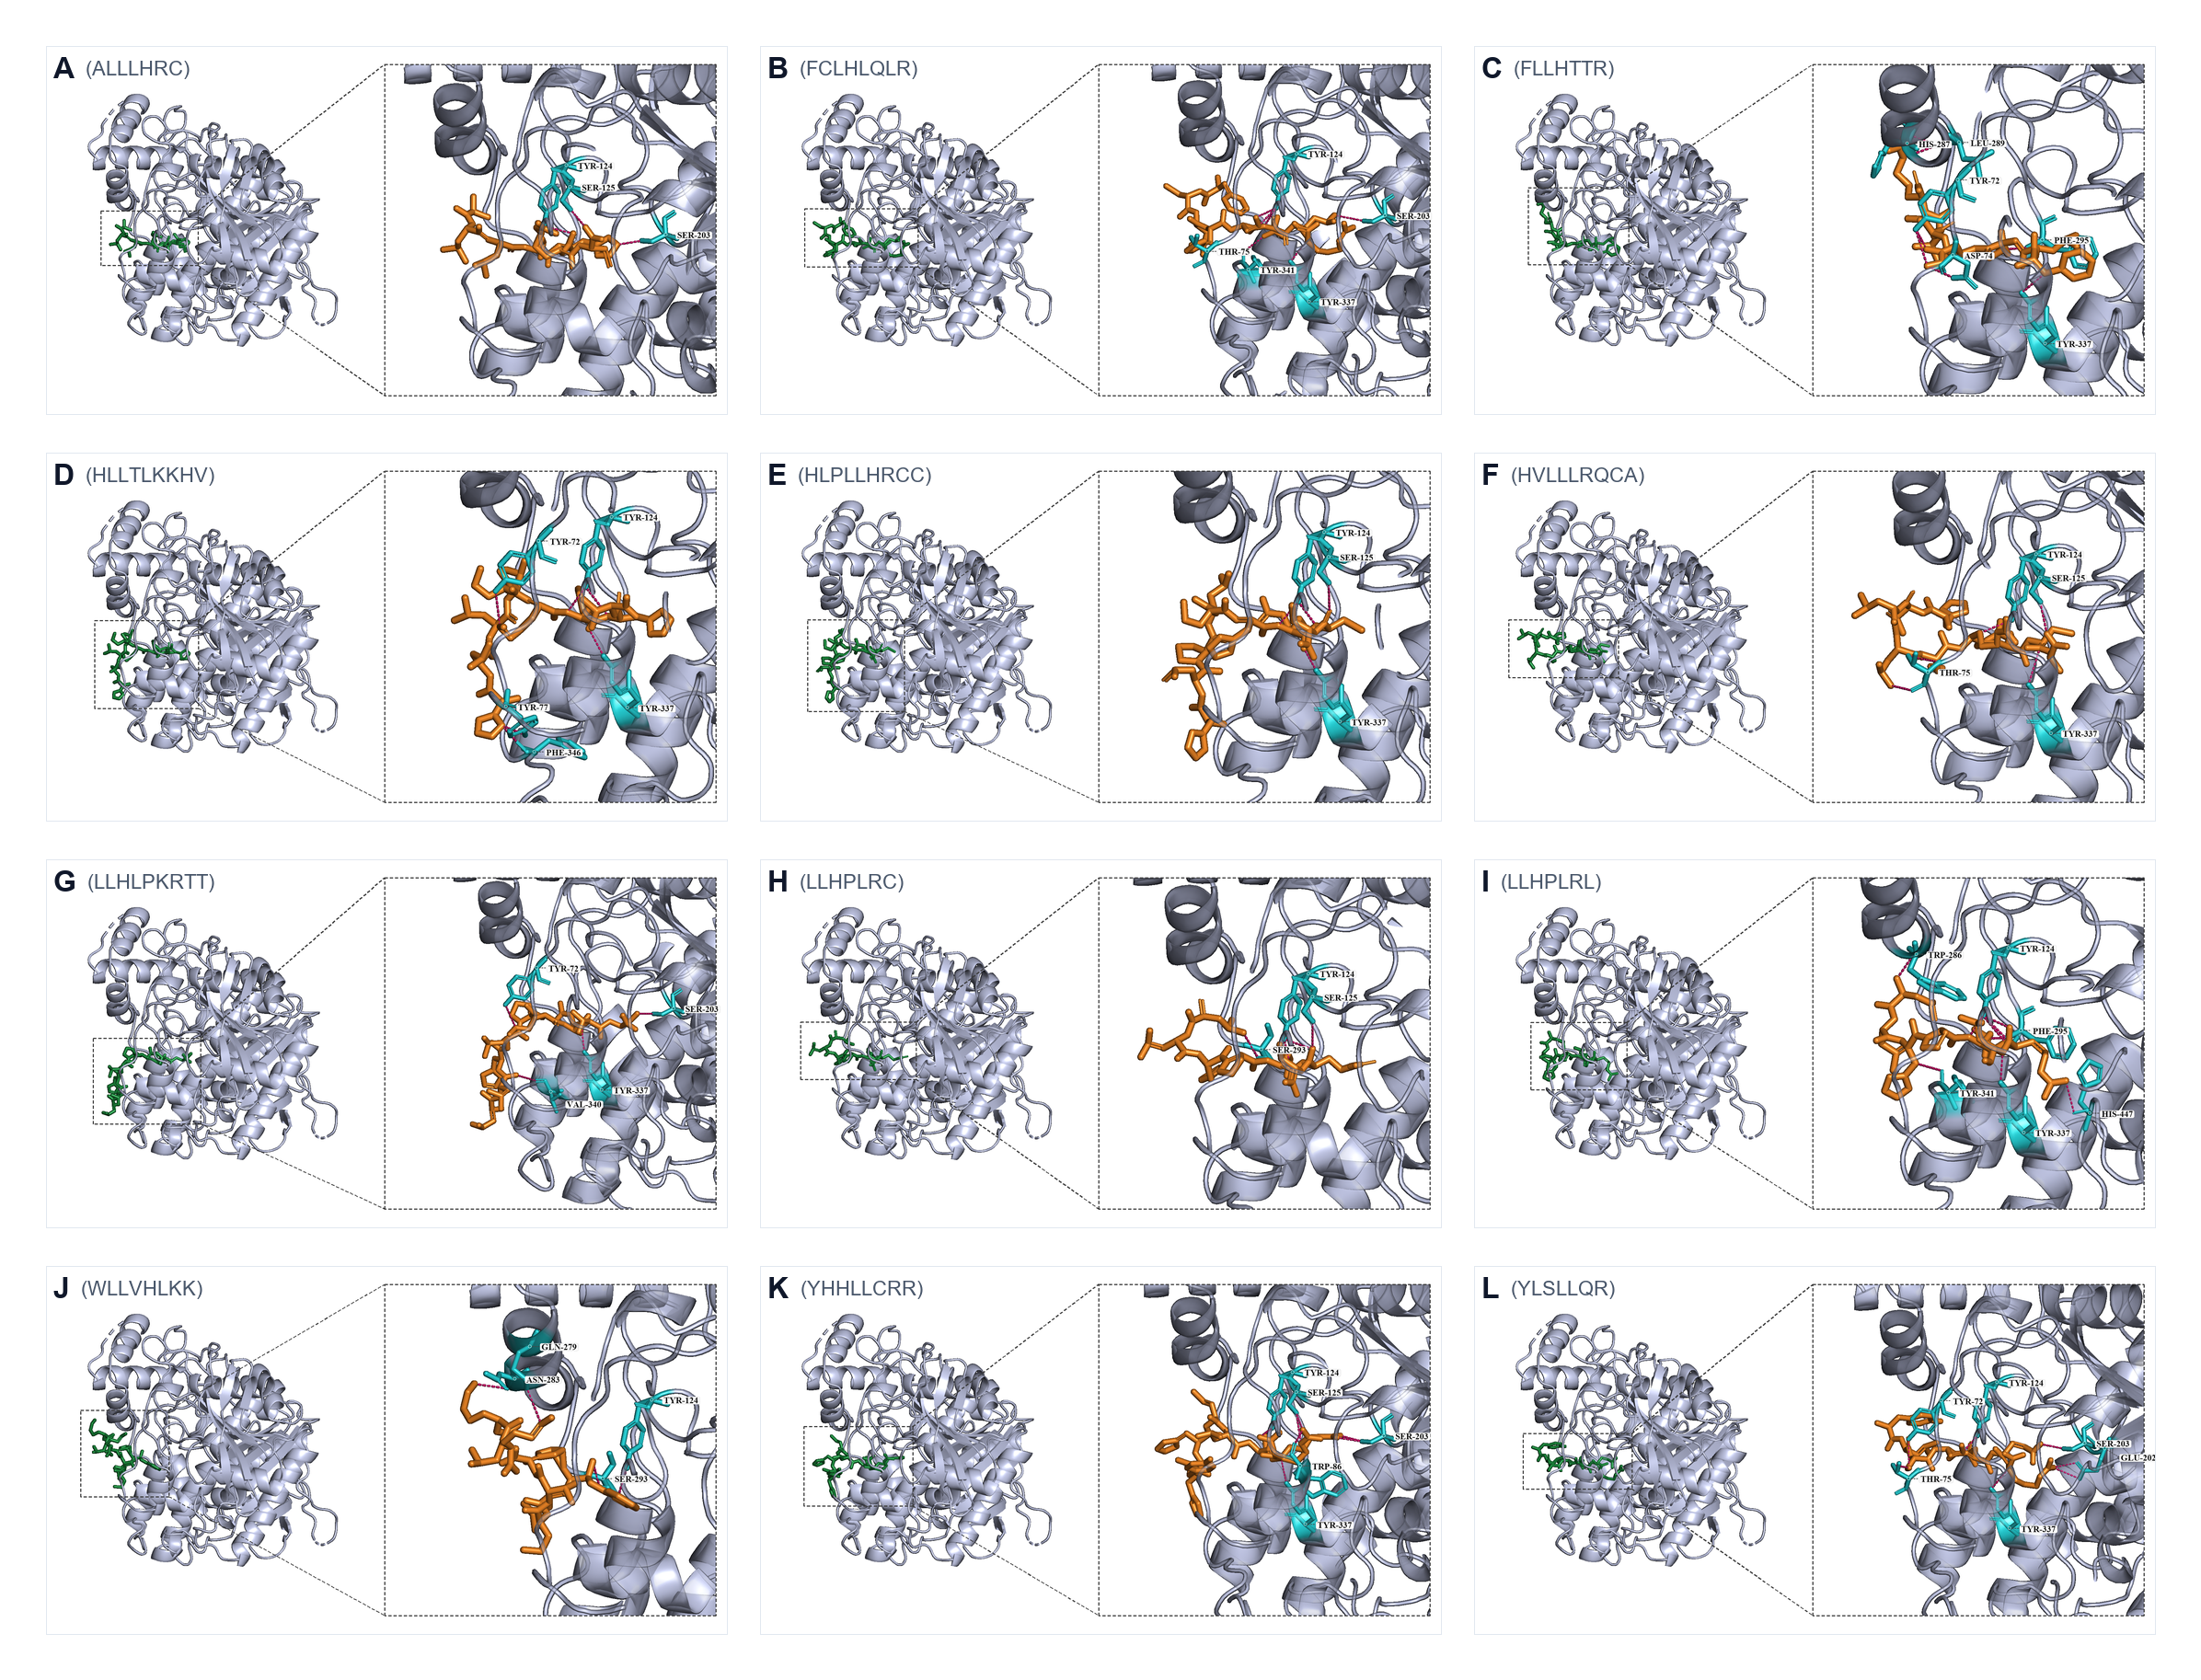 A (ALLLHRC)
TYR-124
SER-125
SER-203
B (FCLHLQLR)
TYR-124
SER-203
THR-75
TYR-341
TYR-337
C (FLLHTTR)
HIS-287
LEU-289
TYR-72
PHE-295
ASP-74
TYR-337
D (HLLTLKKHV)
TYR-124
TYR-72
TYR-77
TYR-337
PHE-346
E (HLPLLHRCC)
TYR-124
SER-125
TYR-337
F (HVLLLRQCA)
TYR-124
SER-125
THR-75
TYR-337
G (LLHLPKRTT)
TYR-72
SER-203
TYR-337
VAL-340
H (LLHPLRC)
TYR-124
SER-125
SER-293
I (LLHPLRL)
TYR-124
TRP-286
PHE-295
TYR-341
HIS-447
TYR-337
J (WLLVHLKK)
GLN-279
ASN-283
TYR-124
SER-293
K (YHHLLCRR)
TYR-124
SER-125
SER-203
TRP-86
TYR-337
L (YLSLLQR)
TYR-124
TYR-72
SER-203
GLU-202
THR-75
TYR-337